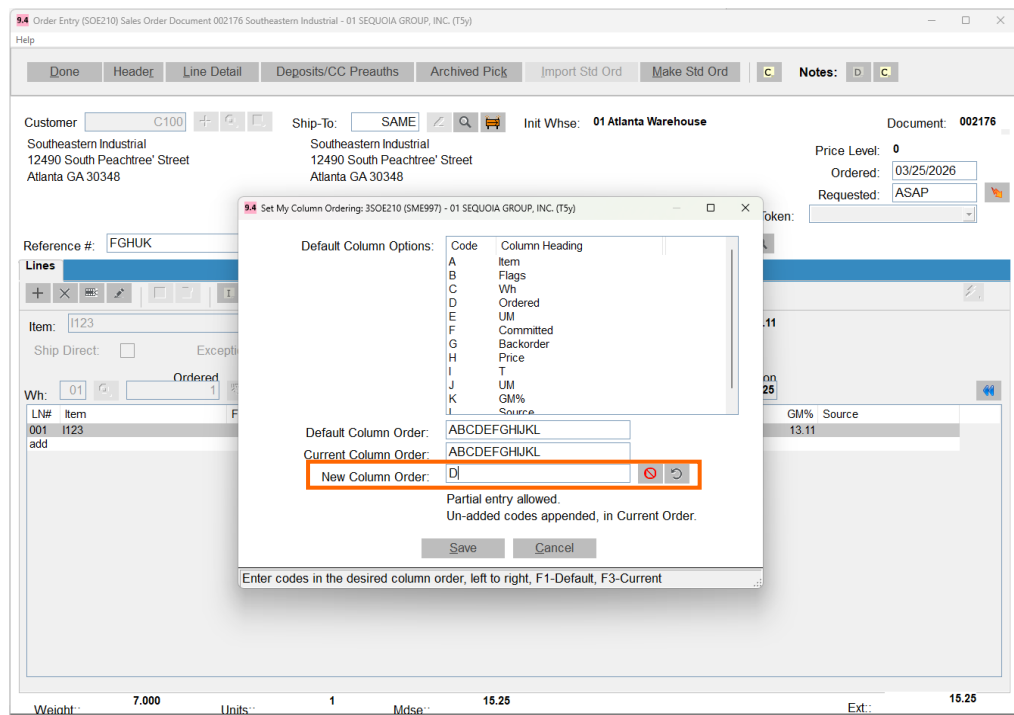 9.4 Order Entry (SOE210) Sales Order Document 002176 Southeastern Industrial - 01 SEQUOIA GROUP, INC. (T5y)
Help
Done Header Line Detail Deposits/CC Preauths Archived Pick Import Std Ord Make Std Ord C Notes: D C
Customer C100 Ship-To: SAME Init Whse: 01 Atlanta Warehouse Document: 002176
Southeastern Industrial Southeastern Industrial
12490 South Peachtree' Street 12490 South Peachtree' Street
Atlanta GA 30348 Atlanta GA 30348
Price Level: 0
Ordered: 03/25/2026
Requested: ASAP
Token:
Reference #: FGHUK
Lines
Item: I123
.11
Ship Direct: Excepti
Ordered
Wh: 01 1
25
LN# Item F GM% Source
001 I123 13.11
add
9.4 Set My Column Ordering: 3SOE210 (SME997) - 01 SEQUOIA GROUP, INC. (T5y)
Default Column Options: Code Column Heading
A Item
B Flags
C Wh
D Ordered
E UM
F Committed
G Backorder
H Price
I T
J UM
K GM%
L Source
Default Column Order: ABCDEFGHIJKL
Current Column Order: ABCDEFGHIJKL
New Column Order: D
Partial entry allowed.
Un-added codes appended, in Current Order.
Save Cancel
Enter codes in the desired column order, left to right, F1-Default, F3-Current
Weight:: 7.000 Units:: 1 Mdse:: 15.25 Ext:: 15.25